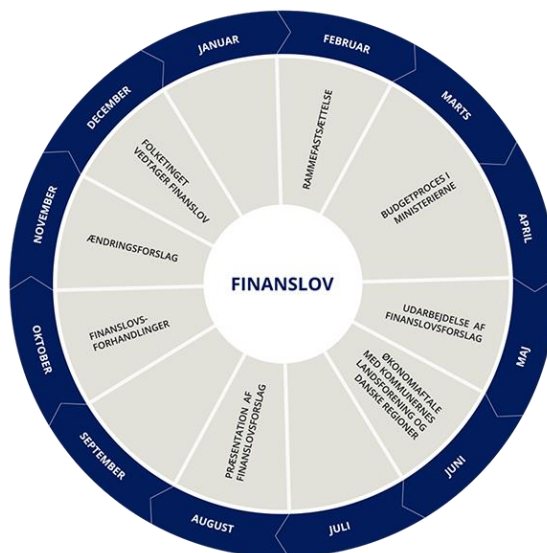 JANUAR
FEBRUAR
MARTS
APRIL
MAJ
JUNI
JULI
AUGUST
SEPTEMBER
OKTOBER
NOVEMBER
DECEMBER
RAMMEFASTSÆTTELSE
BUDGETPROCES I
MINISTERIERNE
UDARBEJDELSE AF
FINANSLOVSFORSLAG
ØKONOMIAFTALE
MED KOMMUNERNES
LANDSFORENING OG
DANSKE REGIONER
PRÆSENTATION AF
FINANSLOVSFORSLAG
FINANSLOVS-
FORHANDLINGER
ÆNDRINGSFORSLAG
FOLKETINGET
VEDTAGER FINANSLOV
FINANSLOV